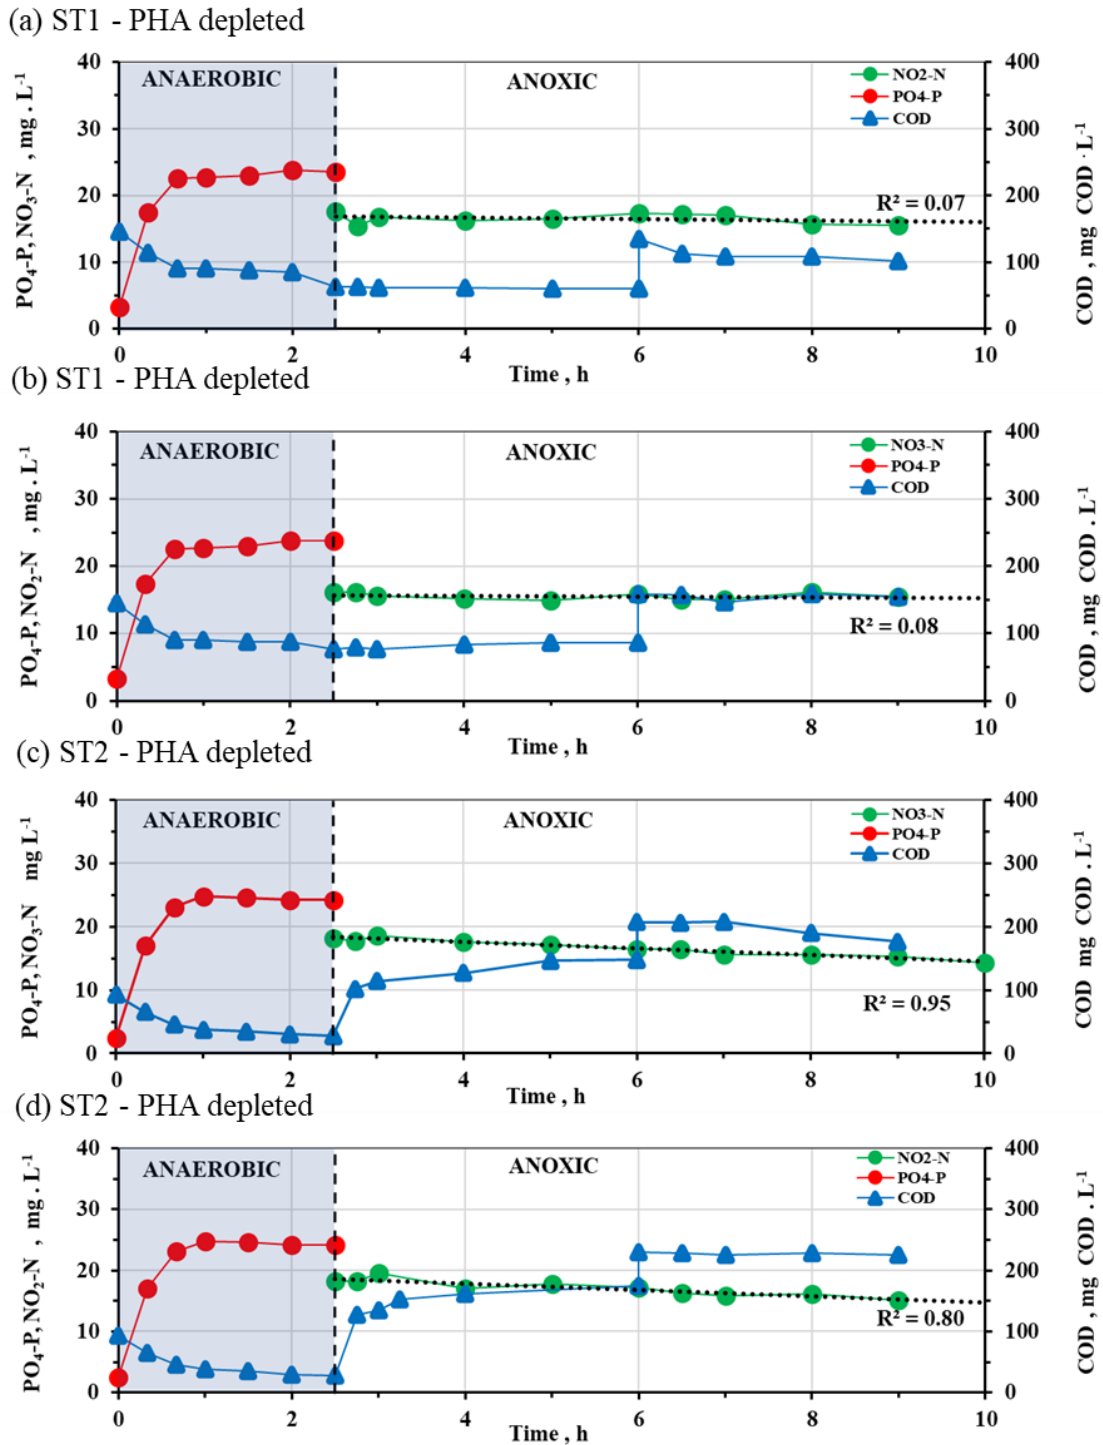 (a) ST1 - PHA depleted
PO₄-P, NO₃-N , mg . L⁻¹
40
30
20
10
0
ANAEROBIC
ANOXIC
NO2-N
PO4-P
COD
R² = 0.07
400
300
200
100
0
COD , mg COD · L⁻¹
0 2 4 6 8 10
Time , h
(b) ST1 - PHA depleted
PO₄-P, NO₂-N , mg . L⁻¹
40
30
20
10
0
ANAEROBIC
ANOXIC
NO3-N
PO4-P
COD
R² = 0.08
400
300
200
100
0
COD , mg COD . L⁻¹
0 2 4 6 8 10
Time , h
(c) ST2 - PHA depleted
PO₄-P, NO₃-N mg L⁻¹
40
30
20
10
0
ANAEROBIC
ANOXIC
NO3-N
PO4-P
COD
R² = 0.95
400
300
200
100
0
COD mg COD . L⁻¹
0 2 4 6 8 10
Time , h
(d) ST2 - PHA depleted
PO₄-P, NO₂-N , mg . L⁻¹
40
30
20
10
0
ANAEROBIC
ANOXIC
NO2-N
PO4-P
COD
R² = 0.80
400
300
200
100
0
COD , mg COD . L⁻¹
0 2 4 6 8 10
Time , h